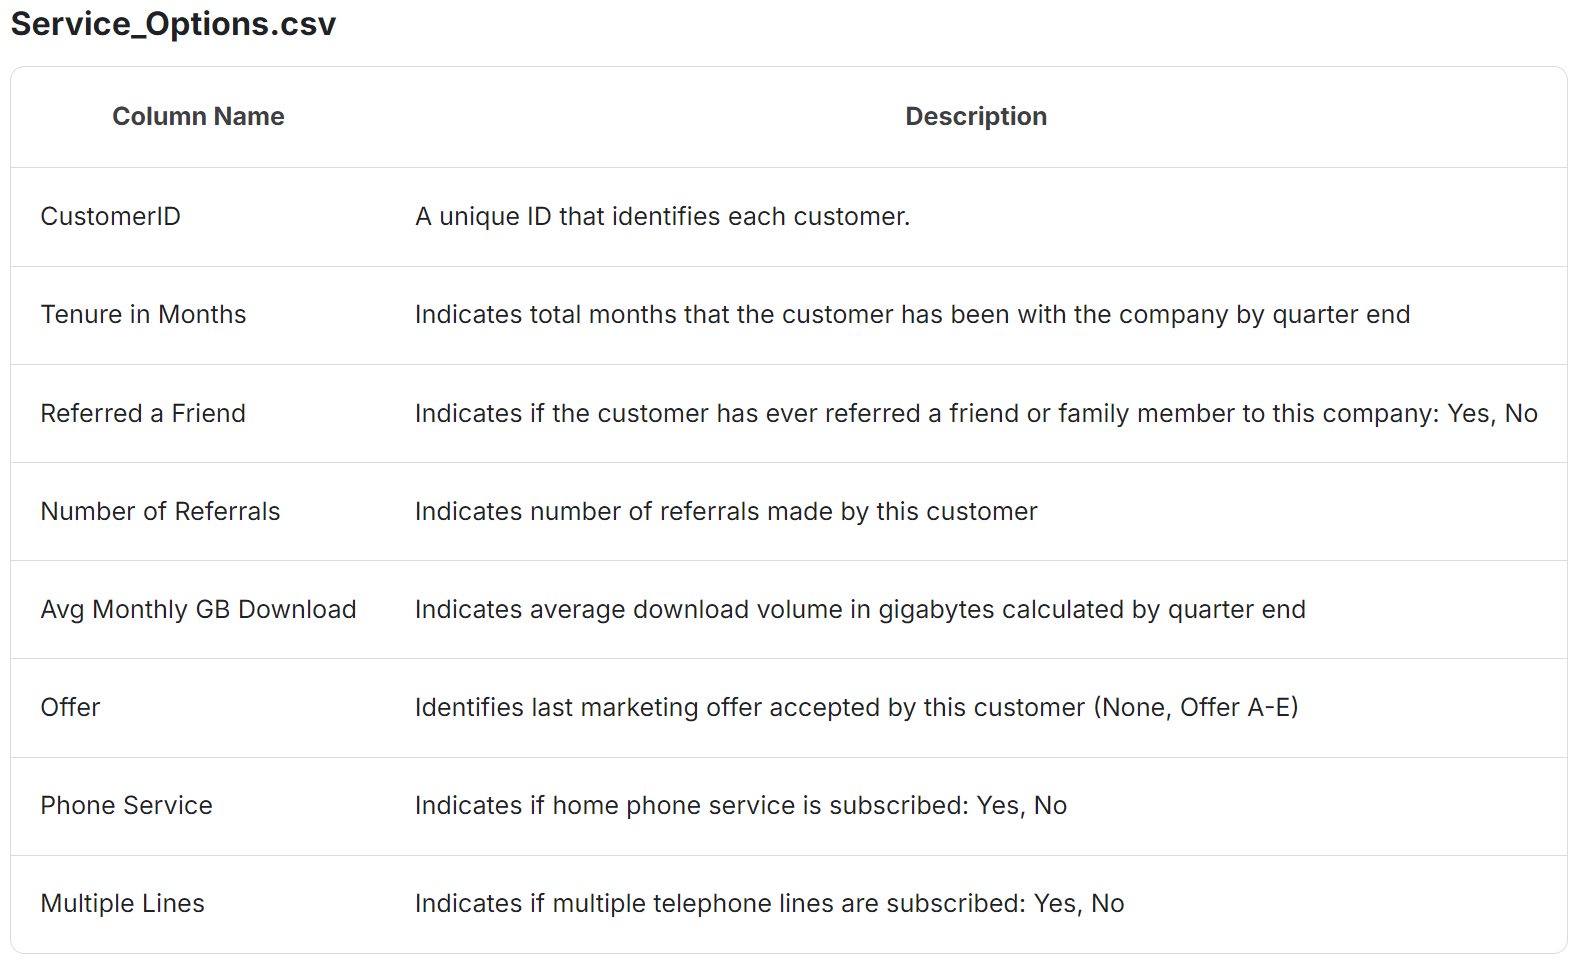 Service_Options.csv
Column Name Description
CustomerID A unique ID that identifies each customer.
Tenure in Months Indicates total months that the customer has been with the company by quarter end
Referred a Friend Indicates if the customer has ever referred a friend or family member to this company: Yes, No
Number of Referrals Indicates number of referrals made by this customer
Avg Monthly GB Download Indicates average download volume in gigabytes calculated by quarter end
Offer Identifies last marketing offer accepted by this customer (None, Offer A-E)
Phone Service Indicates if home phone service is subscribed: Yes, No
Multiple Lines Indicates if multiple telephone lines are subscribed: Yes, No